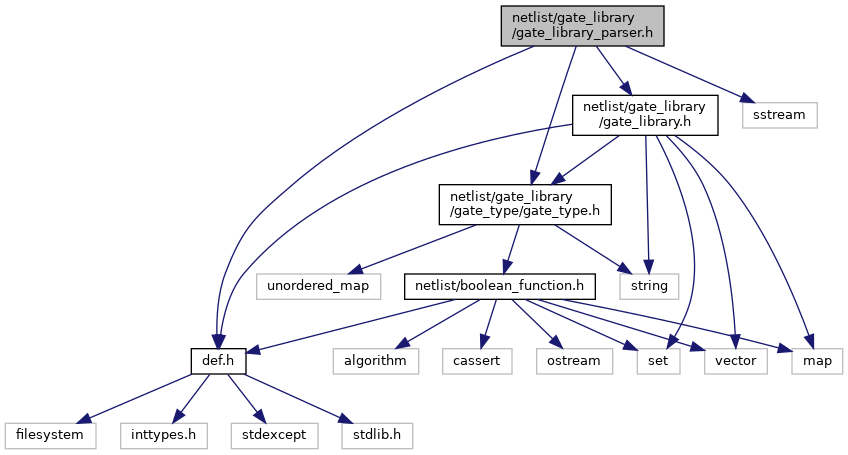 netlist/gate_library
/gate_library_parser.h
netlist/gate_library
/gate_library.h
sstream
netlist/gate_library
/gate_type/gate_type.h
unordered_map
netlist/boolean_function.h
string
def.h
algorithm
cassert
ostream
set
vector
map
filesystem
inttypes.h
stdexcept
stdlib.h